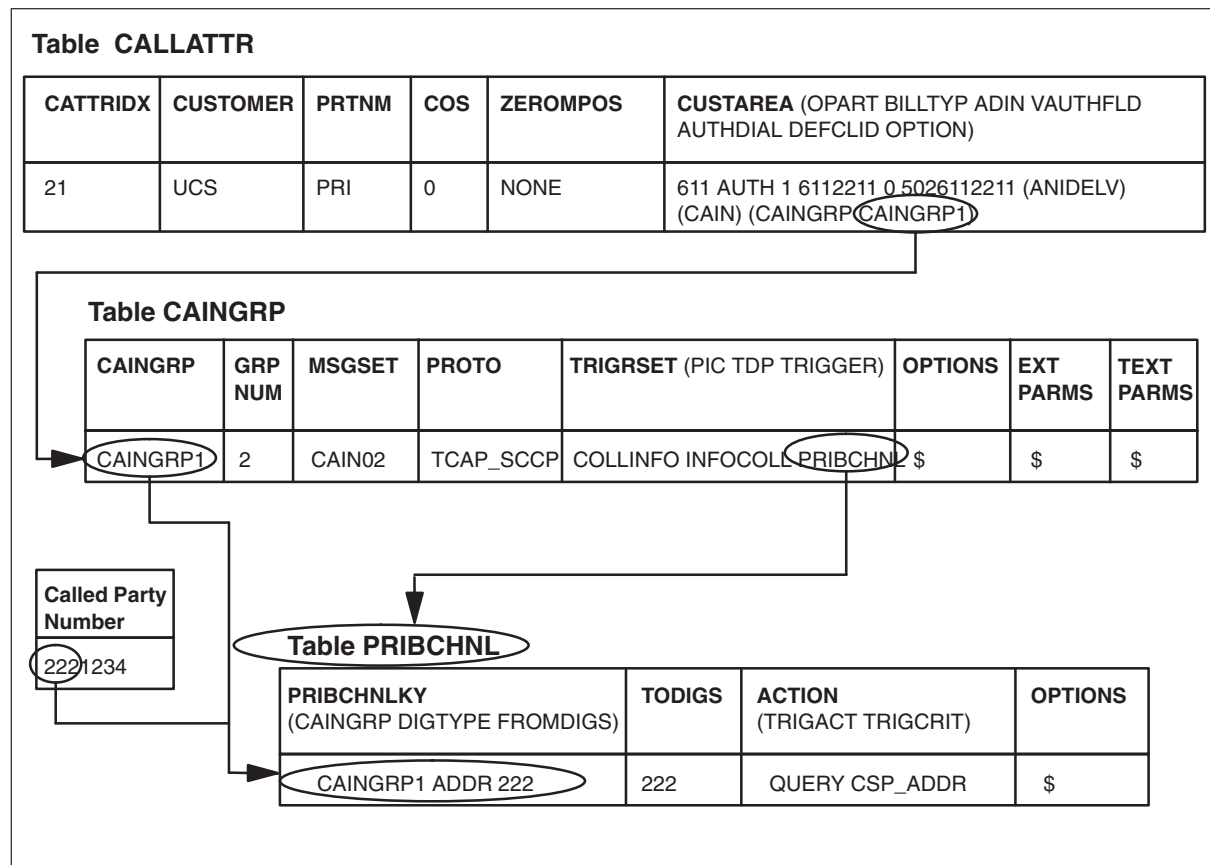 Table CALLATTR
CATTRIDX CUSTOMER PRTNM COS ZEROMPOS CUSTAREA (OPART BILLTYP ADIN VAUTHFLD
AUTHDIAL DEFCLID OPTION)
21 UCS PRI 0 NONE 611 AUTH 1 6112211 0 5026112211 (ANIDELV)
(CAIN) (CAINGRP CAINGRP1)
Table CAINGRP
CAINGRP GRP MSGSET PROTO TRIGRSET (PIC TDP TRIGGER) OPTIONS EXT TEXT
NUM PARMS PARMS
CAINGRP1 2 CAIN02 TCAP_SCCP COLLINFO INFOCOLL PRIBCHNL $ $ $
Called Party
Number
2221234
Table PRIBCHNL
PRIBCHNLKY TODIGS ACTION OPTIONS
(CAINGRP DIGTYPE FROMDIGS) (TRIGACT TRIGCRIT)
CAINGRP1 ADDR 222 222 QUERY CSP_ADDR $